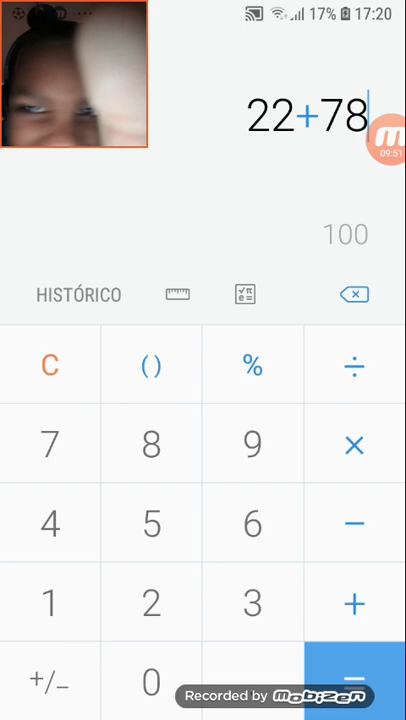 17% 17:20
22+78
09:51
100
HISTÓRICO
C () % ÷
7 8 9 ×
4 5 6 −
1 2 3 +
+/− 0 =
Recorded by mobizen